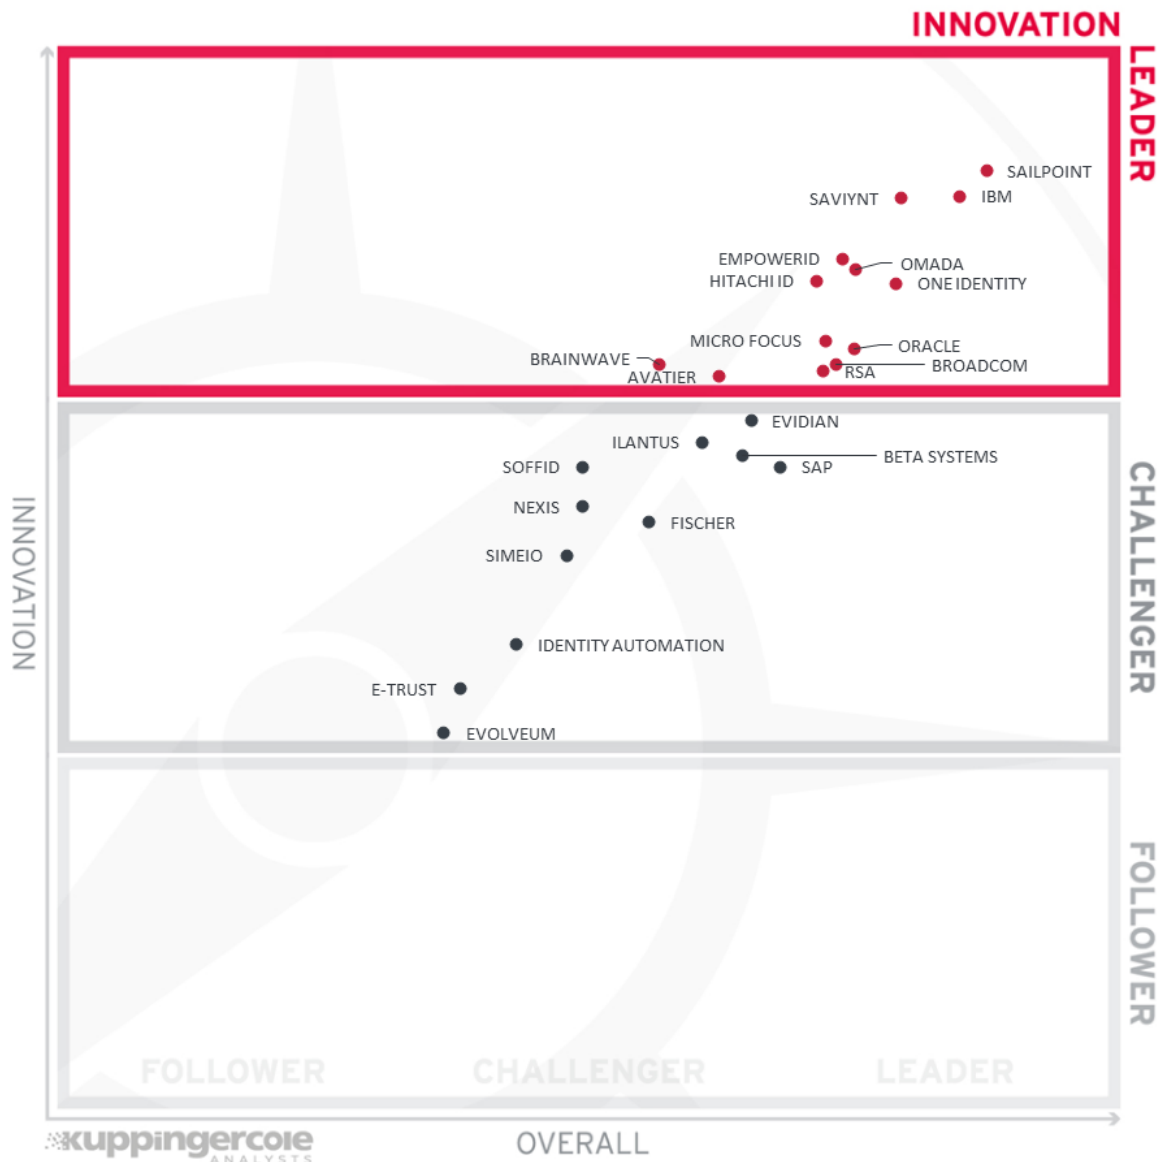 INNOVATION
LEADER
SAILPOINT
SAVIYNT
IBM
EMPOWERID
OMADA
HITACHI ID
ONE IDENTITY
MICRO FOCUS
ORACLE
BRAINWAVE
BROADCOM
AVATIER
RSA
EVIDIAN
ILANTUS
BETA SYSTEMS
SOFFID
SAP
NEXIS
FISCHER
SIMEIO
IDENTITY AUTOMATION
E-TRUST
EVOLVEUM
CHALLENGER
INNOVATION
FOLLOWER
FOLLOWER
CHALLENGER
LEADER
kuppingercole
ANALYSTS
OVERALL